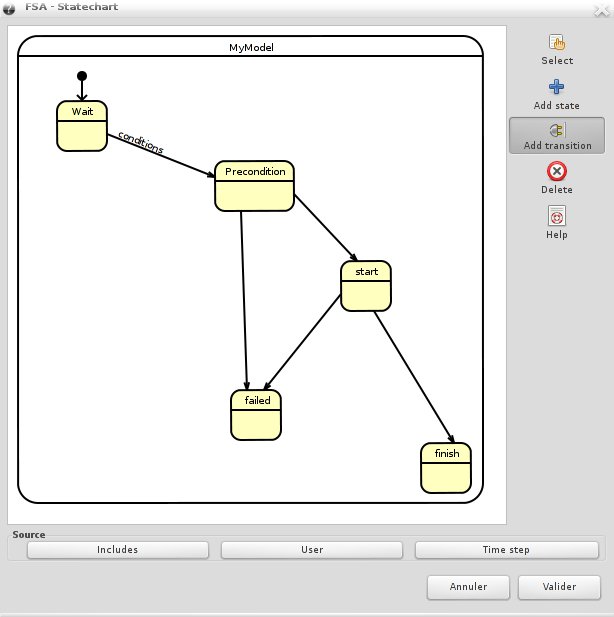 FSA - Statechart
MyModel
Wait
conditions
Precondition
start
failed
finish
Select
Add state
Add transition
Delete
Help
Source
Includes
User
Time step
Annuler
Valider